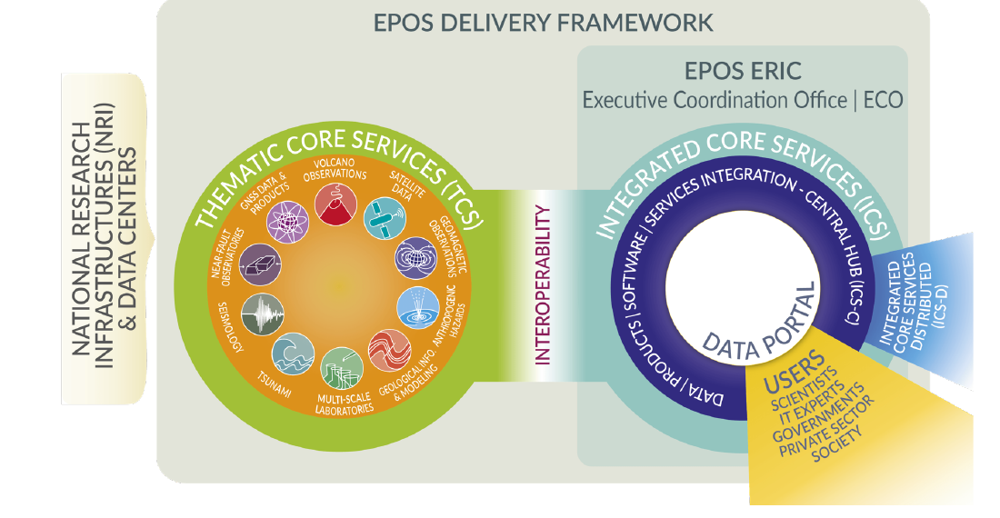 EPOS DELIVERY FRAMEWORK
EPOS ERIC
Executive Coordination Office | ECO
NATIONAL RESEARCH
INFRASTRUCTURES (NRI)
& DATA CENTERS
THEMATIC CORE SERVICES (TCS)
VOLCANO
OBSERVATIONS
SATELLITE
DATA
GEOMAGNETIC
OBSERVATIONS
ANTHROPOGENIC
HAZARDS
GEOLOGICAL INFO.
& MODELING
MULTI-SCALE
LABORATORIES
TSUNAMI
SEISMOLOGY
NEAR-FAULT
OBSERVATORIES
GNSS DATA &
PRODUCTS
INTEROPERABILITY
INTEGRATED CORE SERVICES (ICS)
DATA | PRODUCTS | SOFTWARE | SERVICES INTEGRATION - CENTRAL HUB (ICS-C)
DATA PORTAL
INTEGRATED
CORE SERVICES
DISTRIBUTED
(ICS-D)
USERS
SCIENTISTS
IT EXPERTS
GOVERNMENTS
PRIVATE SECTOR
SOCIETY